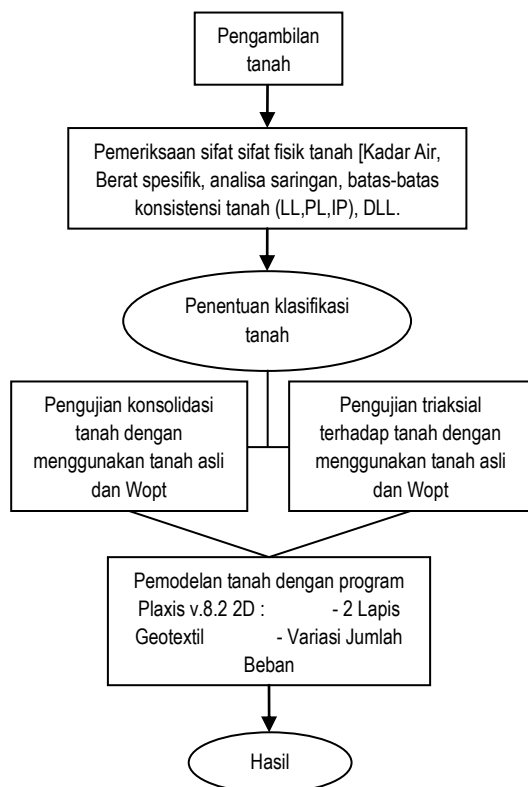 Pengambilan
tanah
Pemeriksaan sifat sifat fisik tanah [Kadar Air,
Berat spesifik, analisa saringan, batas-batas
konsistensi tanah (LL,PL,IP), DLL.
Penentuan klasifikasi
tanah
Pengujian konsolidasi
tanah dengan
menggunakan tanah asli
dan Wopt
Pengujian triaksial
terhadap tanah dengan
menggunakan tanah asli
dan Wopt
Pemodelan tanah dengan program
Plaxis v.8.2 2D : - 2 Lapis
Geotextil - Variasi Jumlah
Beban
Hasil